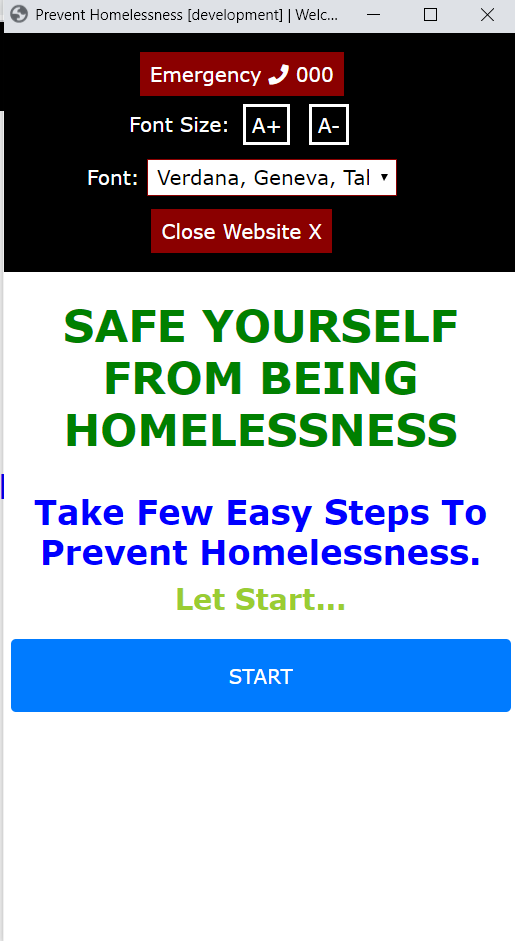 Prevent Homelessness [development] | Welc...
Emergency 000
Font Size: A+ A-
Font: Verdana, Geneva, Tal
Close Website X
SAFE YOURSELF
FROM BEING
HOMELESSNESS
Take Few Easy Steps To
Prevent Homelessness.
Let Start...
START